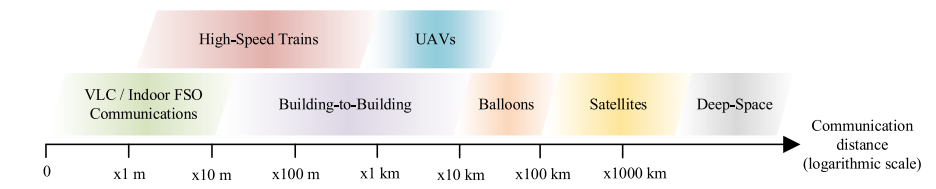 High-Speed Trains
UAVs
VLC / Indoor FSO
Communications
Building-to-Building
Balloons
Satellites
Deep-Space
Communication
distance
(logarithmic scale)
0
x1 m
x10 m
x100 m
x1 km
x10 km
x100 km
x1000 km